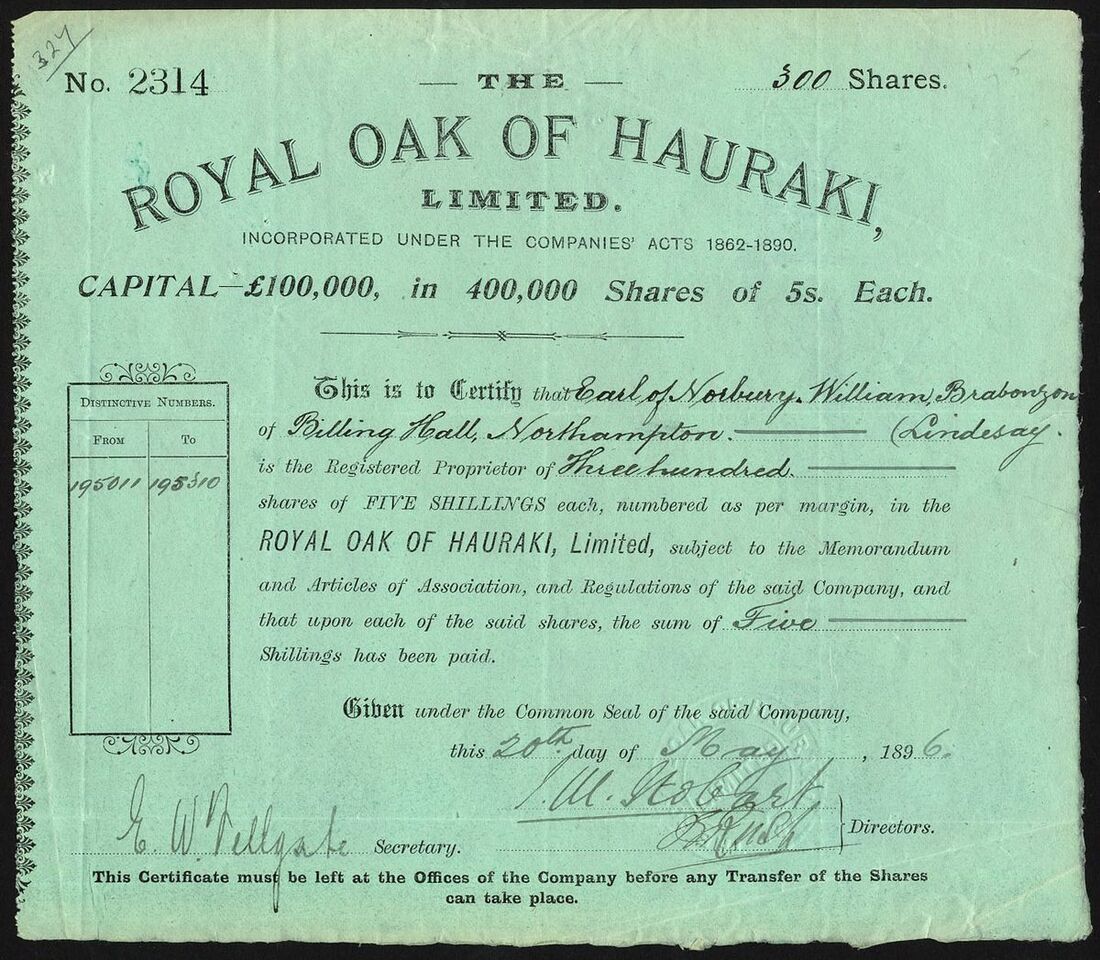 327
No. 2314
300 Shares.
— THE —
ROYAL OAK OF HAURAKI,
LIMITED.
INCORPORATED UNDER THE COMPANIES' ACTS 1862-1890.
CAPITAL—£100,000, in 400,000 Shares of 5s. Each.
DISTINCTIVE NUMBERS.
FROM To
195011 195310
This is to Certify that Earl of Norbury. William, Brabonzon
of Billing Hall, Northampton. (Lindesay.
is the Registered Proprietor of Three hundred.
shares of FIVE SHILLINGS each, numbered as per margin, in the
ROYAL OAK OF HAURAKI, Limited, subject to the Memorandum
and Articles of Association, and Regulations of the said Company, and
that upon each of the said shares, the sum of Five
Shillings has been paid.
Given under the Common Seal of the said Company,
this 20th day of May, 1896.
E. W. Fellgate Secretary.
M. Stobart
Directors.
This Certificate must be left at the Offices of the Company before any Transfer of the Shares
can take place.